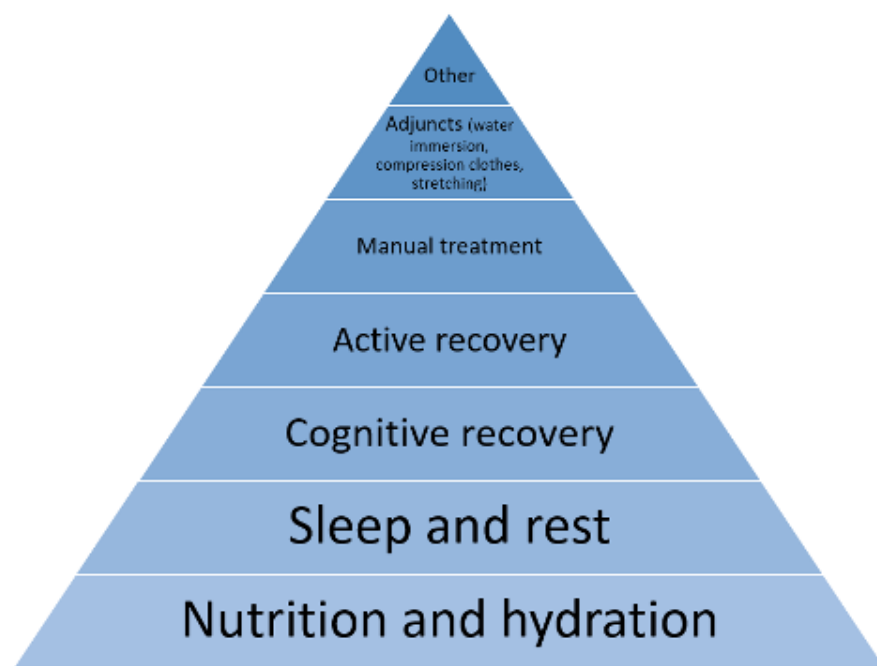 Other
Adjuncts (water
immersion,
compression clothes,
stretching)
Manual treatment
Active recovery
Cognitive recovery
Sleep and rest
Nutrition and hydration